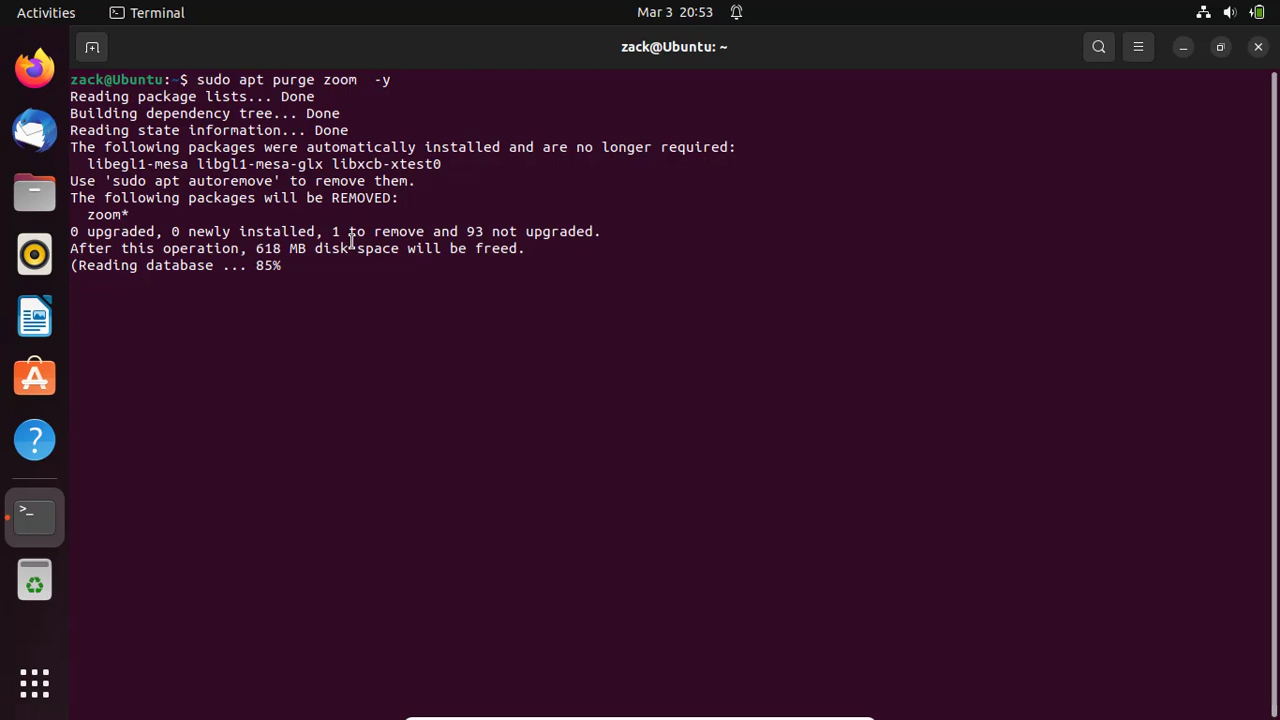 Activities
Terminal
Mar 3 20:53
zack@Ubuntu: ~
zack@Ubuntu:~$ sudo apt purge zoom  -y
Reading package lists... Done
Building dependency tree... Done
Reading state information... Done
The following packages were automatically installed and are no longer required:
  libegl1-mesa libgl1-mesa-glx libxcb-xtest0
Use 'sudo apt autoremove' to remove them.
The following packages will be REMOVED:
  zoom*
0 upgraded, 0 newly installed, 1 to remove and 93 not upgraded.
After this operation, 618 MB disk space will be freed.
(Reading database ... 85%